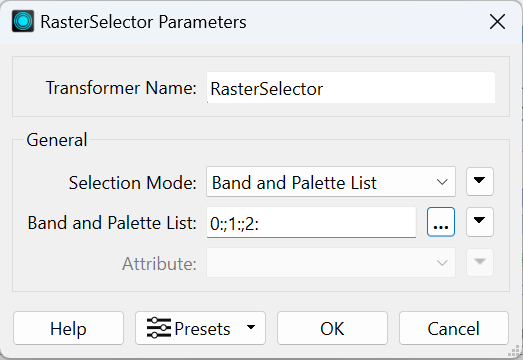 RasterSelector Parameters
Transformer Name: RasterSelector
General
Selection Mode: Band and Palette List
Band and Palette List: 0:;1:;2: ...
Attribute:
Help Presets OK Cancel